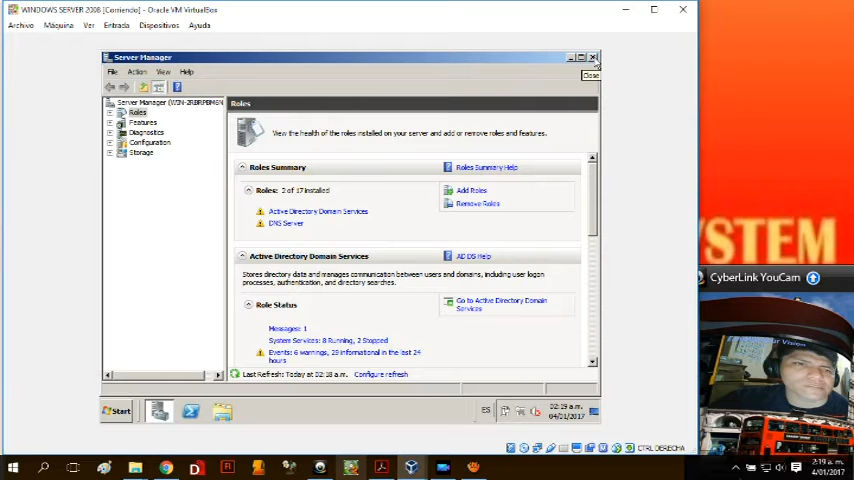 WINDOWS SERVER 2008 [Corriendo] - Oracle VM VirtualBox
Archivo Máquina Ver Entrada Dispositivos Ayuda
Server Manager
Close
File Action View Help
Server Manager (WIN-2RBRPBM6N
Roles
Features
Diagnostics
Configuration
Storage
Roles
View the health of the roles installed on your server and add or remove roles and features.
Roles Summary
Roles Summary Help
Roles: 2 of 17 installed
Add Roles
Remove Roles
Active Directory Domain Services
DNS Server
Active Directory Domain Services
AD DS Help
Stores directory data and manages communication between users and domains, including user logon
processes, authentication, and directory searches.
Role Status
Go to Active Directory Domain
Services
Messages: 1
System Services: 8 Running, 2 Stopped
Events: 6 warnings, 29 informational in the last 24
hours
Last Refresh: Today at 02:18 a.m. Configure refresh
Start
ES
02:19 a.m.
04/01/2017
CTRL DERECHA
STEM
CyberLink YouCam
2:19 a. m.
4/01/2017